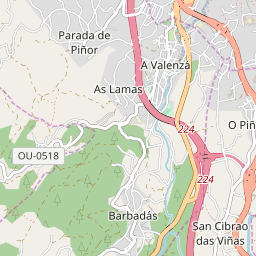 Parada de
Piñor
A Valenzá
As Lamas
224
O Piñ
OU-0518
224
Barbadás
San Cibrao
das Viñas